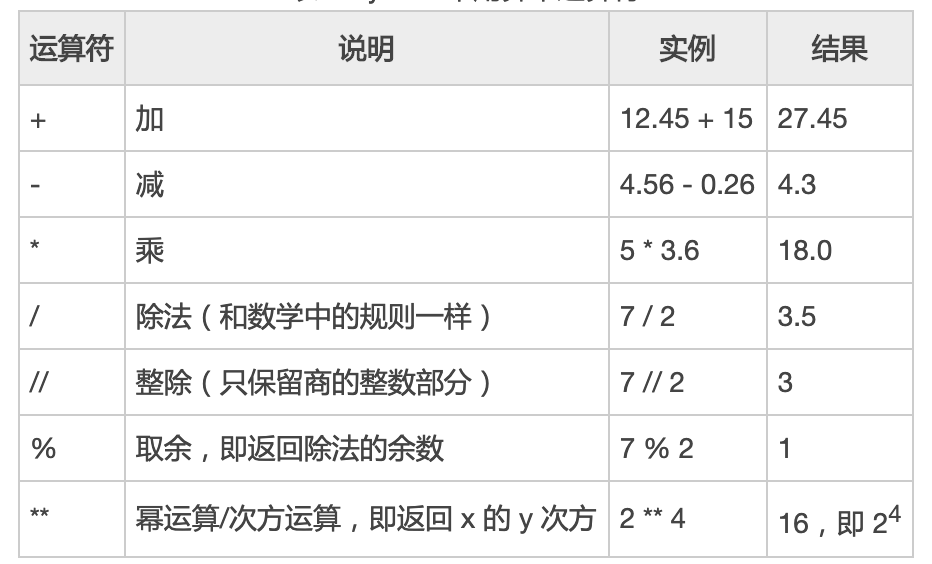 运算符 说明 实例 结果
+ 加 12.45 + 15 27.45
- 减 4.56 - 0.26 4.3
* 乘 5 * 3.6 18.0
/ 除法（和数学中的规则一样） 7 / 2 3.5
// 整除（只保留商的整数部分） 7 // 2 3
% 取余，即返回除法的余数 7 % 2 1
** 幂运算/次方运算，即返回 x 的 y 次方 2 ** 4 16，即 2⁴